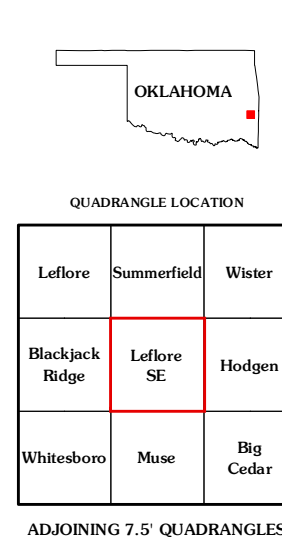 OKLAHOMA
QUADRANGLE LOCATION
Leflore Summerfield Wister
Blackjack
Ridge
Leflore
SE
Hodgen
Whitesboro Muse
Big
Cedar
ADJOINING 7.5' QUADRANGLES